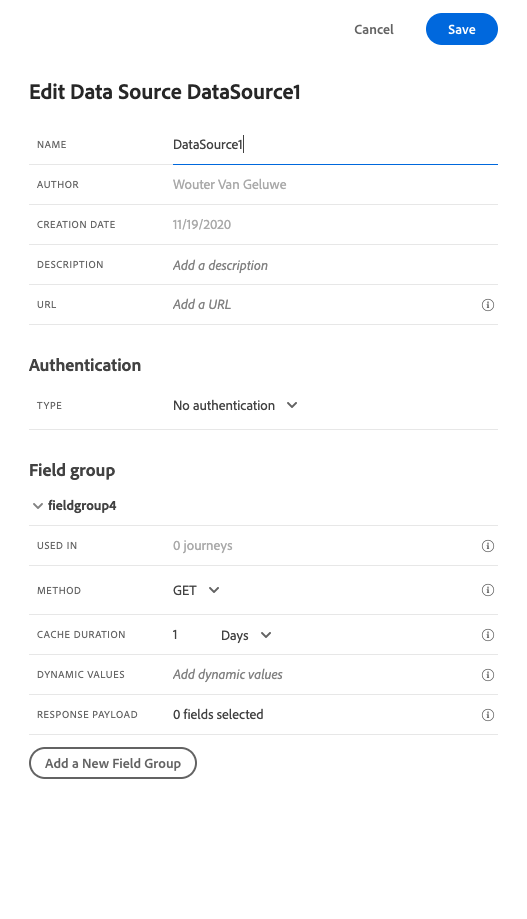 Cancel Save
Edit Data Source DataSource1
NAME DataSource1
AUTHOR Wouter Van Geluwe
CREATION DATE 11/19/2020
DESCRIPTION Add a description
URL Add a URL
Authentication
TYPE No authentication
Field group
fieldgroup4
USED IN 0 journeys
METHOD GET
CACHE DURATION 1 Days
DYNAMIC VALUES Add dynamic values
RESPONSE PAYLOAD 0 fields selected
Add a New Field Group